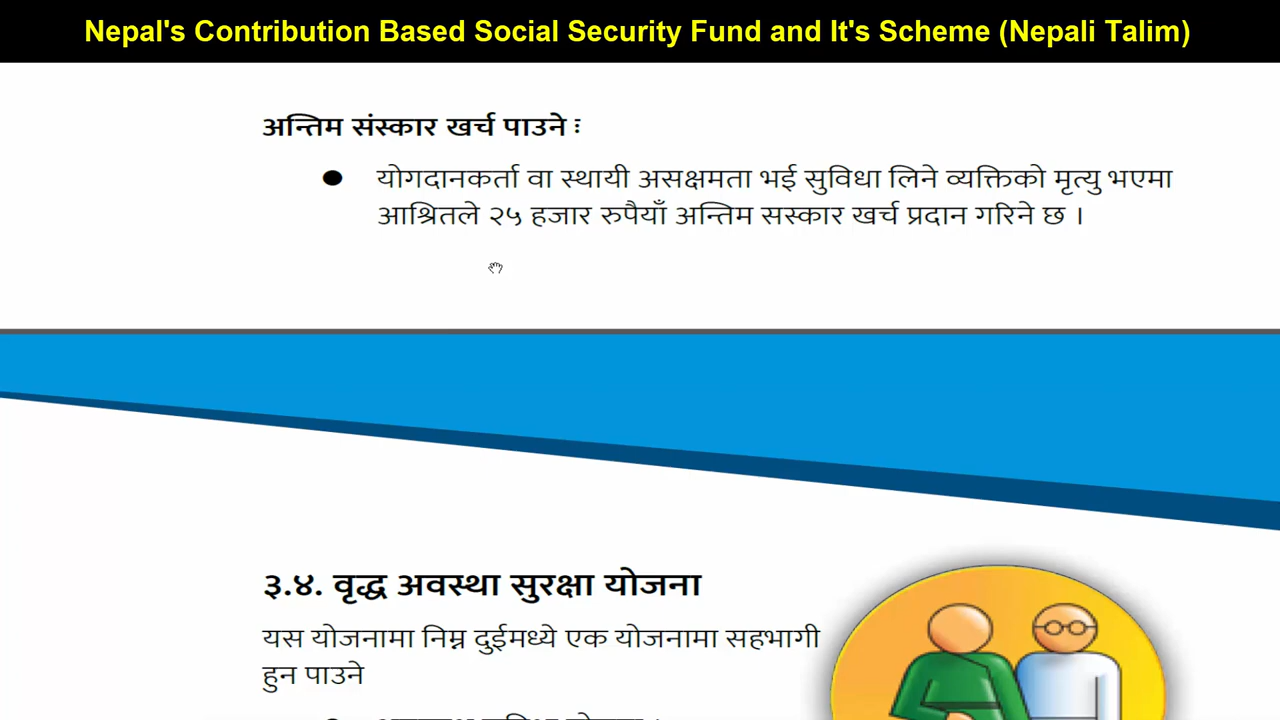 Nepal's Contribution Based Social Security Fund and It's Scheme (Nepali Talim)
अन्तिम संस्कार खर्च पाउने ः
● योगदानकर्ता वा स्थायी असक्षमता भई सुविधा लिने व्यक्तिको मृत्यु भएमा
आश्रितले २५ हजार रुपैयाँ अन्तिम सस्कार खर्च प्रदान गरिने छ ।
३.४. वृद्ध अवस्था सुरक्षा योजना
यस योजनामा निम्न दुईमध्ये एक योजनामा सहभागी
हुन पाउने